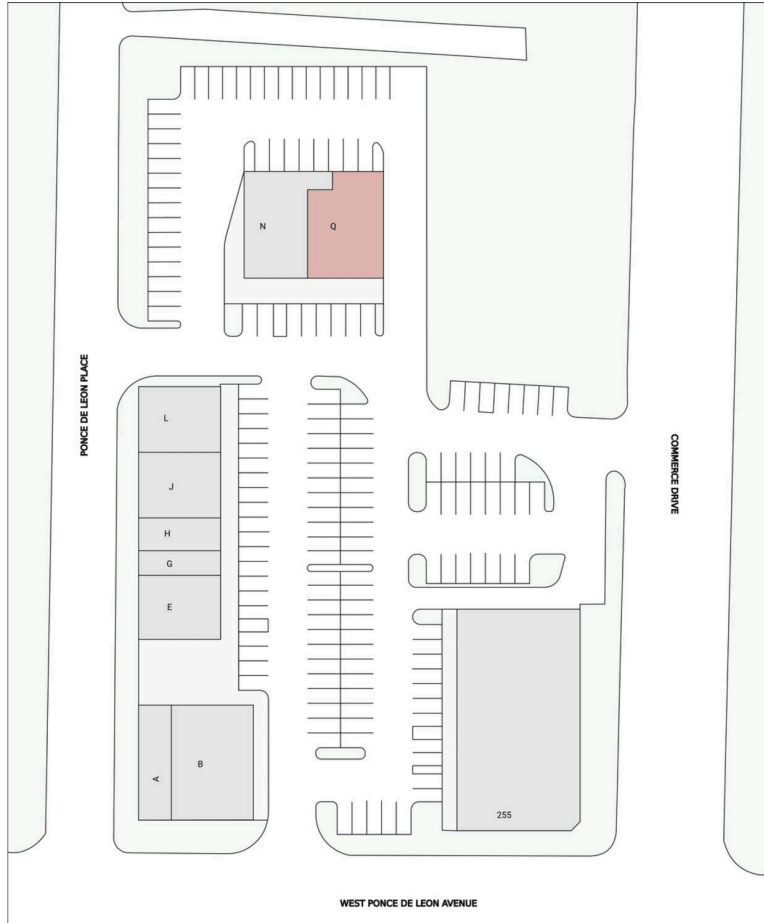 N
Q
PONCE DE LEON PLACE
L
COMMERCE DRIVE
J
H
G
E
B
A
255
WEST PONCE DE LEON AVENUE